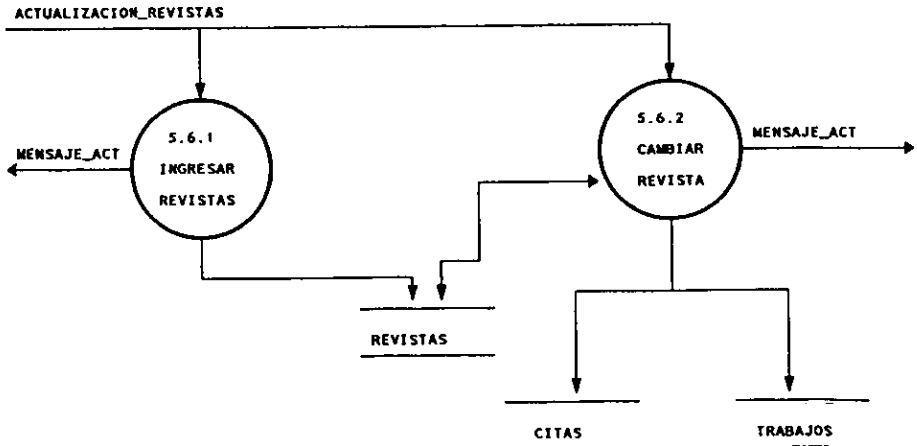 ACTUALIZACION_REVISTAS
5.6.1
INGRESAR
REVISTAS
MENSAJE_ACT
5.6.2
CAMBIAR
REVISTA
MENSAJE_ACT
REVISTAS
CITAS
TRABAJOS